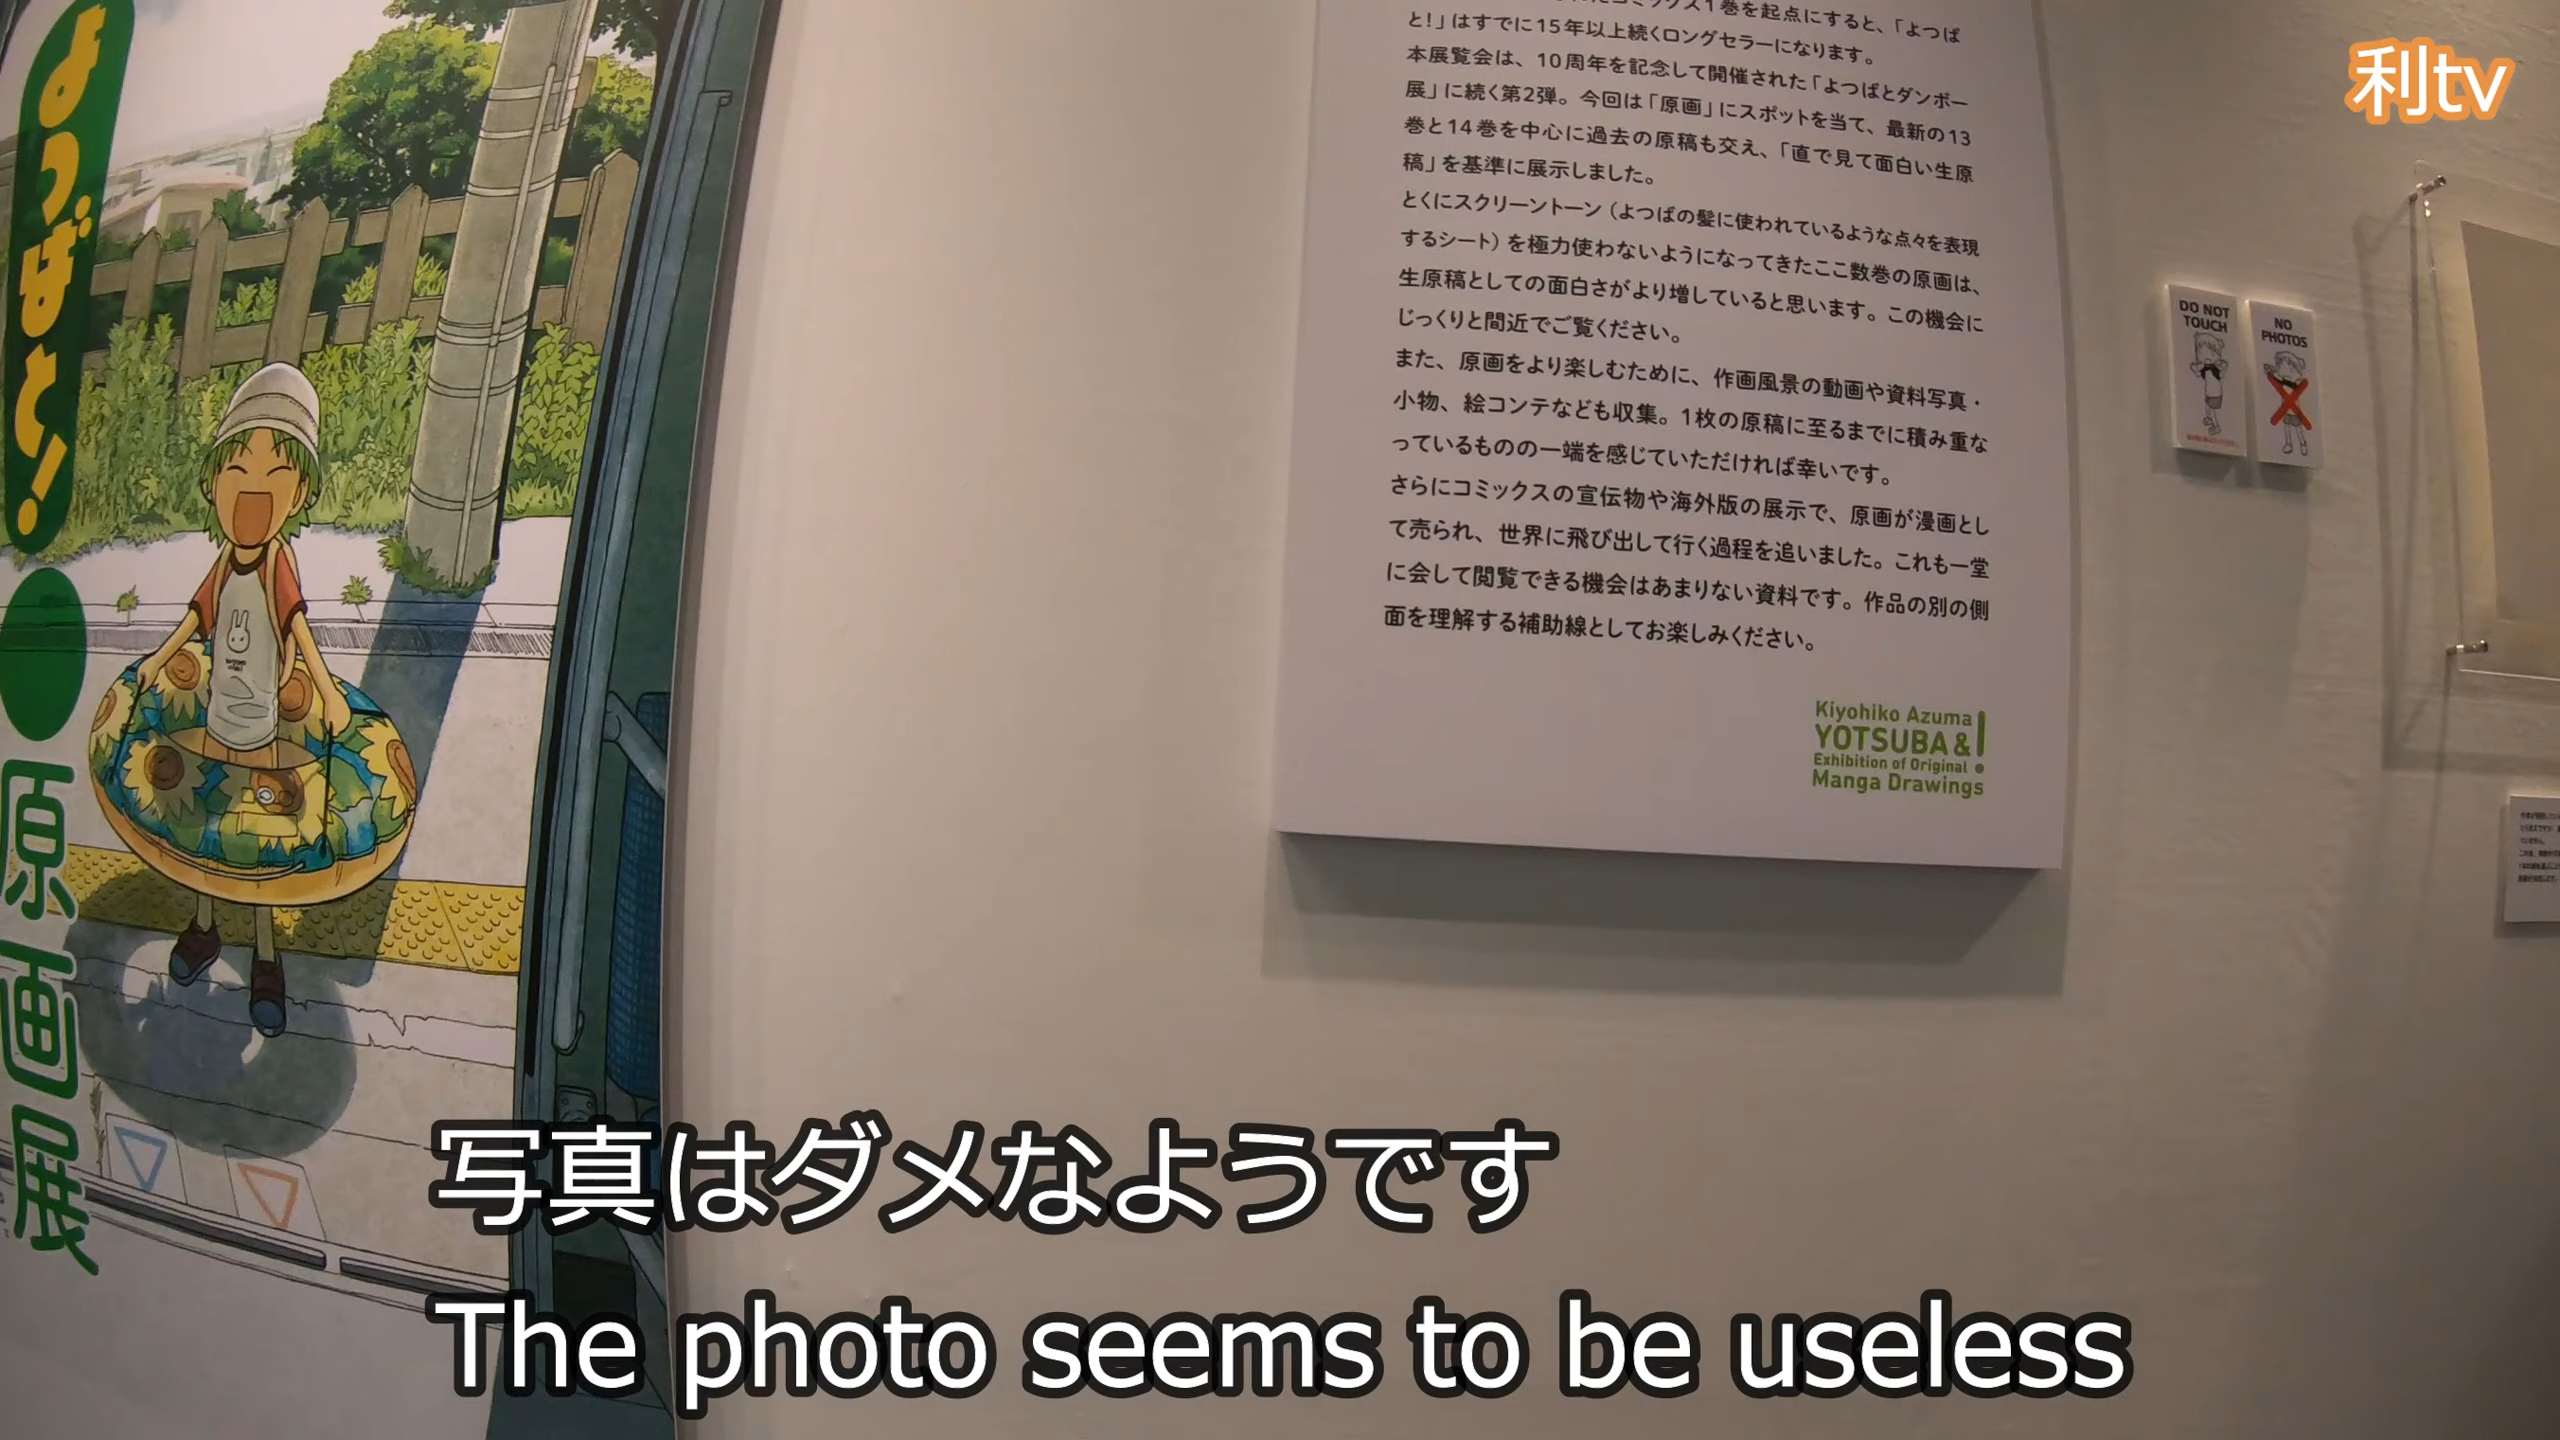 よつばと!
原画展
コミックス1巻を起点にすると、「よつば
と!」はすでに15年以上続くロングセラーになります。
本展覧会は、10周年を記念して開催された「よつばとダンボー
展」に続く第2弾。今回は「原画」にスポットを当て、最新の13
巻と14巻を中心に過去の原稿も交え、「直で見て面白い生原
稿」を基準に展示しました。
とくにスクリーントーン(よつばの髪に使われているような点々を表現
するシート)を極力使わないようになってきたここ数巻の原画は、
生原稿としての面白さがより増していると思います。この機会に
じっくりと間近でご覧ください。
また、原画をより楽しむために、作画風景の動画や資料写真・
小物、絵コンテなども収集。1枚の原稿に至るまでに積み重な
っているものの一端を感じていただければ幸いです。
さらにコミックスの宣伝物や海外版の展示で、原画が漫画とし
て売られ、世界に飛び出して行く過程を追いました。これも一堂
に会して閲覧できる機会はあまりない資料です。作品の別の側
面を理解する補助線としてお楽しみください。
Kiyohiko Azuma
YOTSUBA&!
Exhibition of Original
Manga Drawings
DO NOT
TOUCH
NO
PHOTOS
利tv
写真はダメなようです
The photo seems to be useless